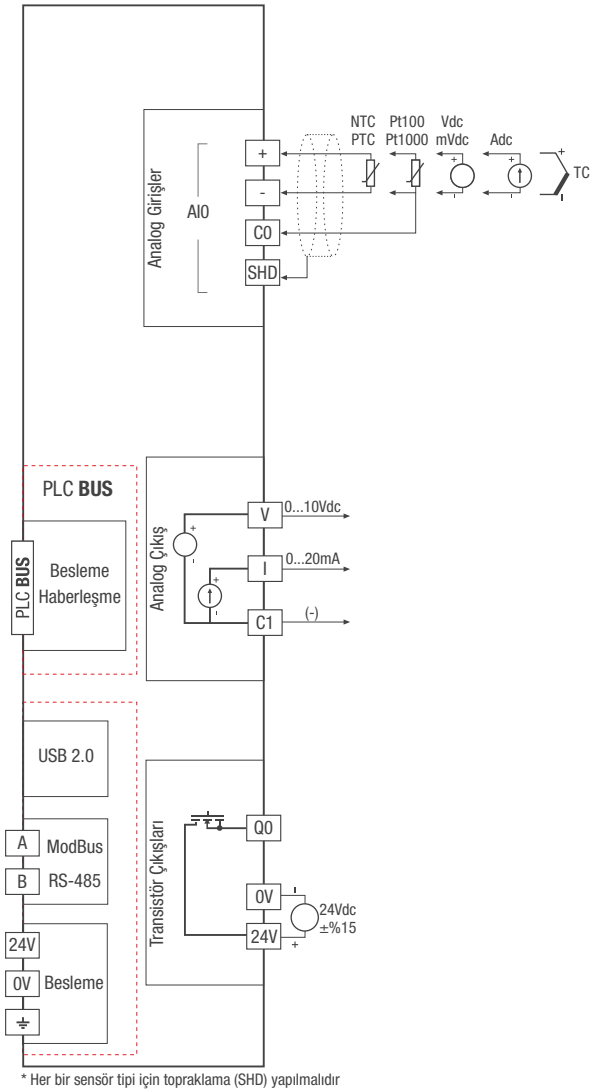 NTC Pt100 Vdc
PTC Pt1000 mVdc Adc
TC
Analog Girişler
AI0
+
-
C0
SHD
PLC BUS
PLC BUS
Besleme
Haberleşme
Analog Çıkış
V
0...10Vdc
I
0...20mA
C1
(-)
USB 2.0
A
ModBus
B
RS-485
24V
0V
Besleme
Transistör Çıkışları
Q0
0V
24V
24Vdc
±%15
* Her bir sensör tipi için topraklama (SHD) yapılmalıdır